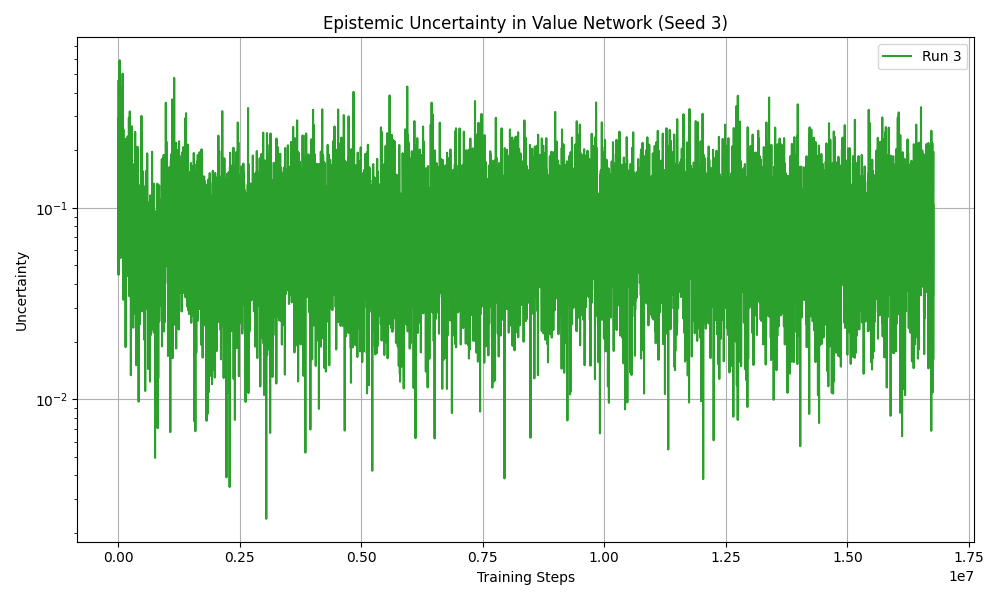 Epistemic Uncertainty in Value Network (Seed 3)
Run 3
Uncertainty
10⁻¹
10⁻²
0.00 0.25 0.50 0.75 1.00 1.25 1.50 1.75
1e7
Training Steps